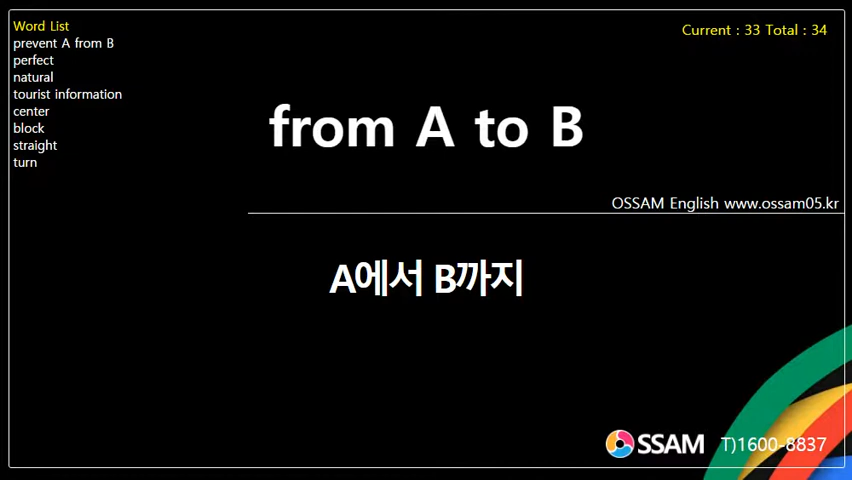 Word List
prevent A from B
perfect
natural
tourist information
center
block
straight
turn
Current : 33 Total : 34
from A to B
OSSAM English www.ossam05.kr
A에서 B까지
OSSAM T)1600-8837